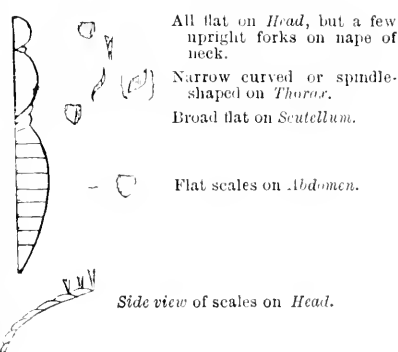 All flat on Head, but a few
upright forks on nape of
neck.
Narrow curved or spindle-
shaped on Thorax.
Broad flat on Scutellum.
Flat scales on Abdomen.
Side view of scales on Head.